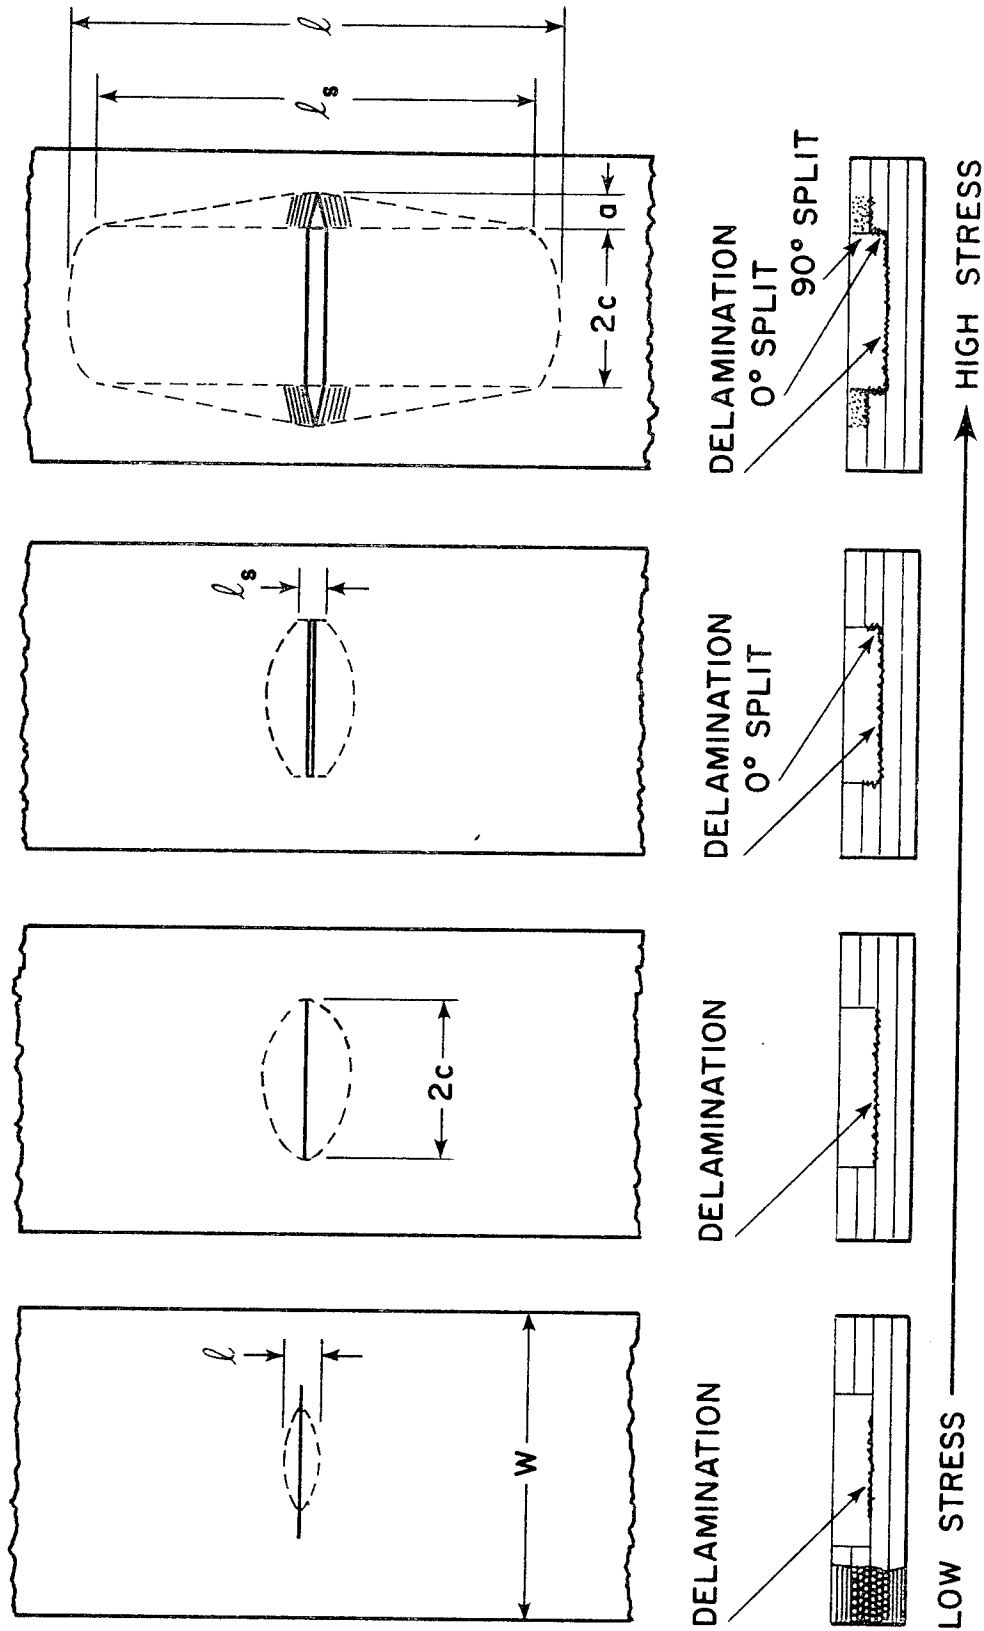 ℓ
W
2c
ℓs
ℓ
ℓs
2c
a
DELAMINATION
DELAMINATION
DELAMINATION
0° SPLIT
DELAMINATION
0° SPLIT
90° SPLIT
LOW STRESS
HIGH STRESS